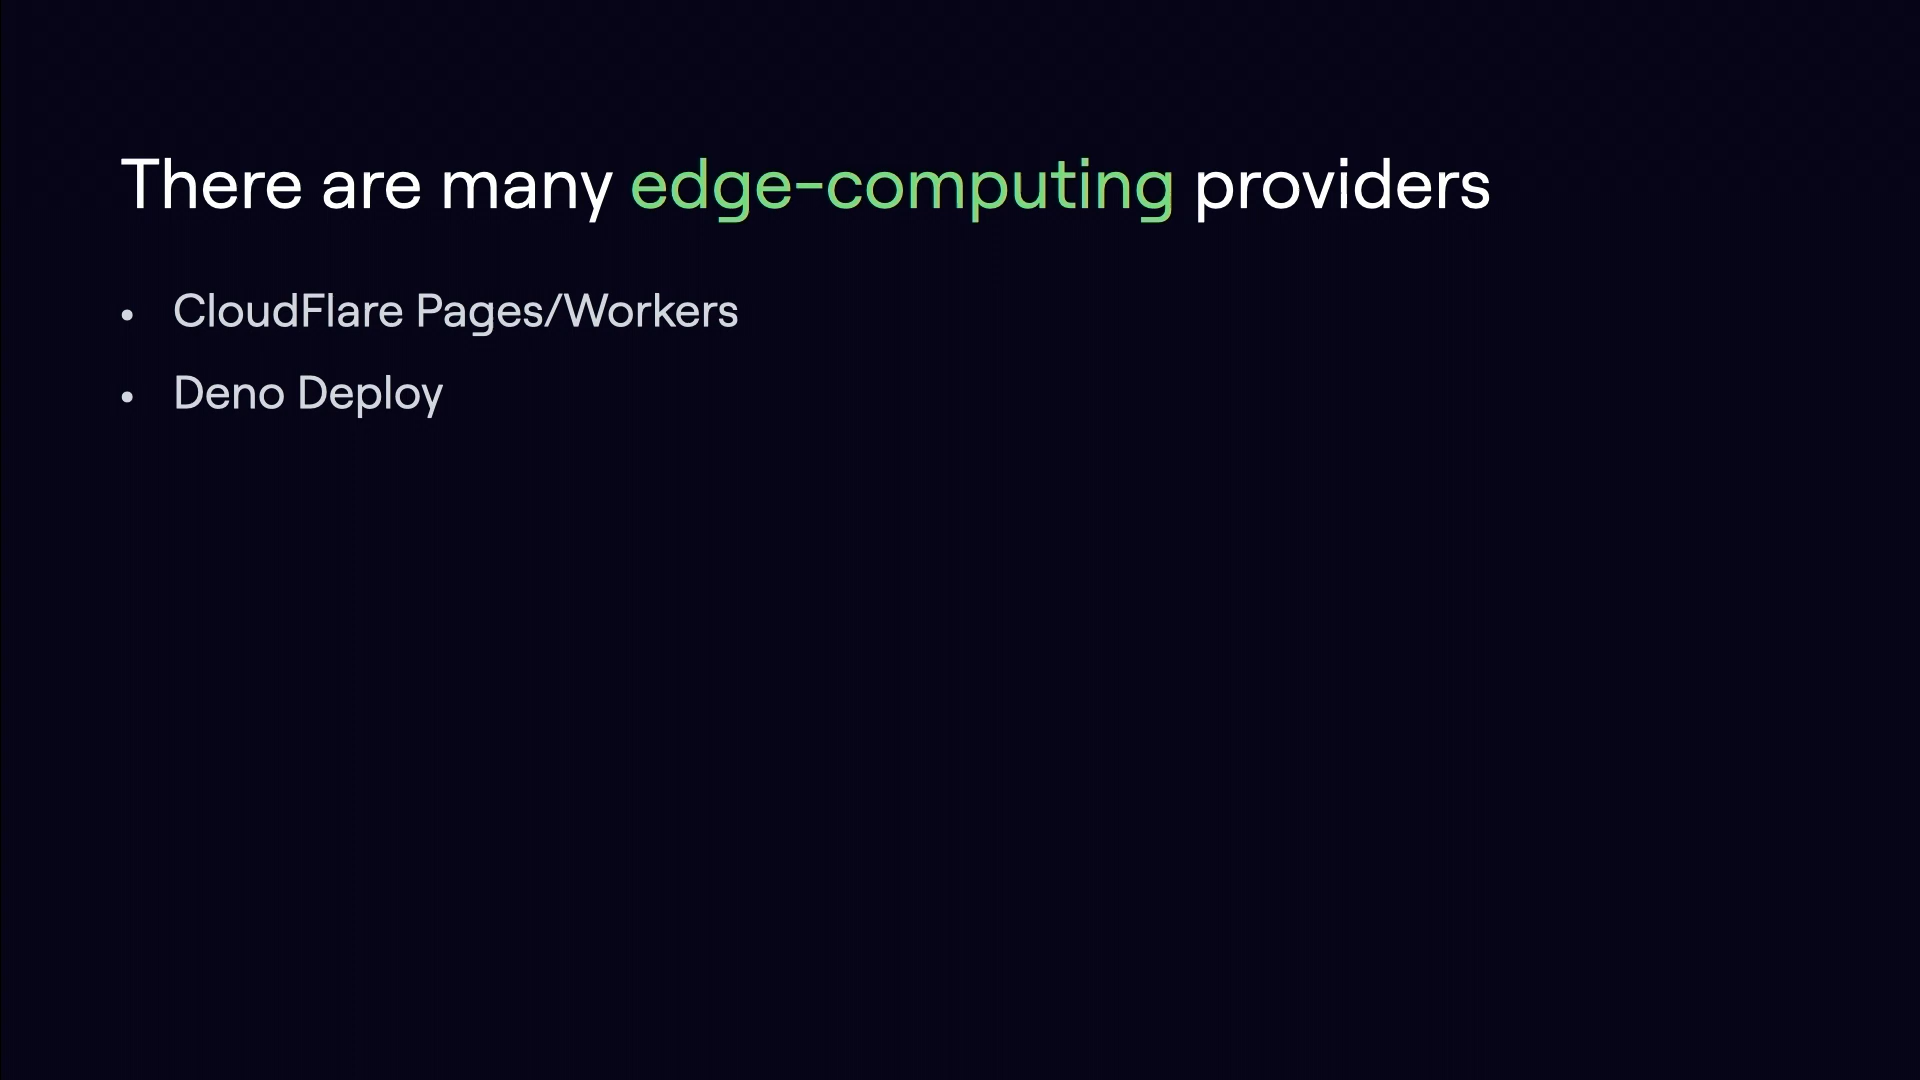 There are many edge-computing providers
• CloudFlare Pages/Workers
• Deno Deploy